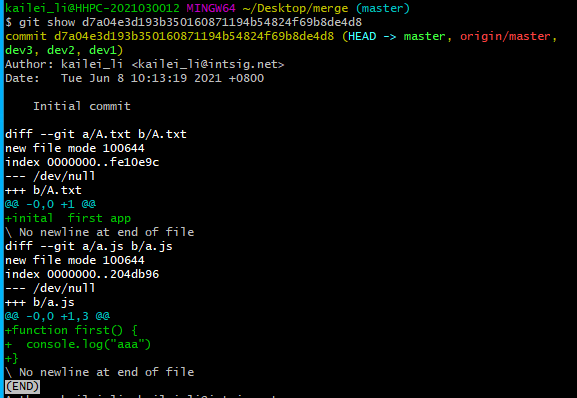 kailei_li@HHPC-2021030012 MINGW64 ~/Desktop/merge (master)
$ git show d7a04e3d193b350160871194b54824f69b8de4d8
commit d7a04e3d193b350160871194b54824f69b8de4d8 (HEAD -> master, origin/master,
dev3, dev2, dev1)
Author: kailei_li <kailei_li@intsig.net>
Date:   Tue Jun 8 10:13:19 2021 +0800

    Initial commit

diff --git a/A.txt b/A.txt
new file mode 100644
index 0000000..fe10e9c
--- /dev/null
+++ b/A.txt
@@ -0,0 +1 @@
+inital  first app
\ No newline at end of file
diff --git a/a.js b/a.js
new file mode 100644
index 0000000..204db96
--- /dev/null
+++ b/a.js
@@ -0,0 +1,3 @@
+function first() {
+  console.log("aaa")
+}
\ No newline at end of file
(END)